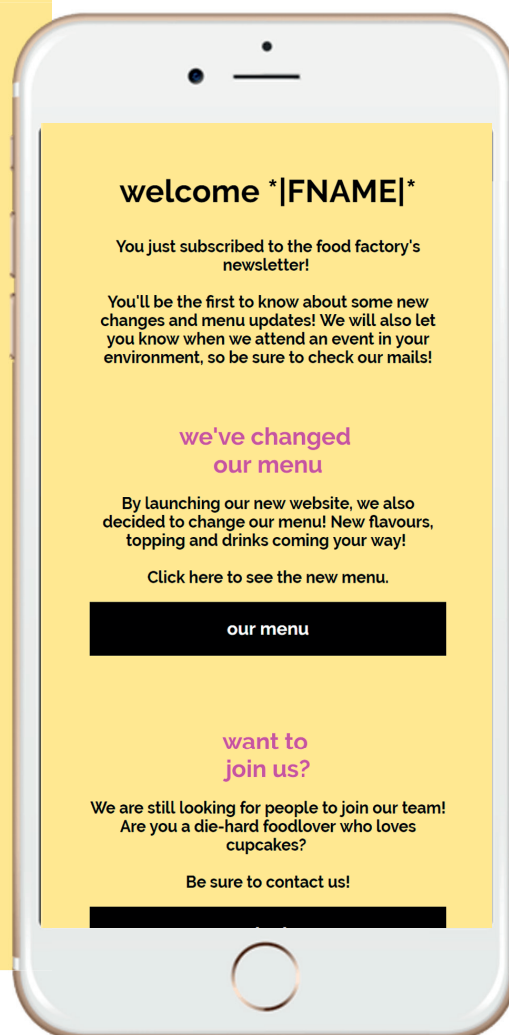 welcome *|FNAME|*
You just subscribed to the food factory's
newsletter!
You'll be the first to know about some new
changes and menu updates! We will also let
you know when we attend an event in your
environment, so be sure to check our mails!
we've changed
our menu
By launching our new website, we also
decided to change our menu! New flavours,
topping and drinks coming your way!
Click here to see the new menu.
our menu
want to
join us?
We are still looking for people to join our team!
Are you a die-hard foodlover who loves
cupcakes?
Be sure to contact us!